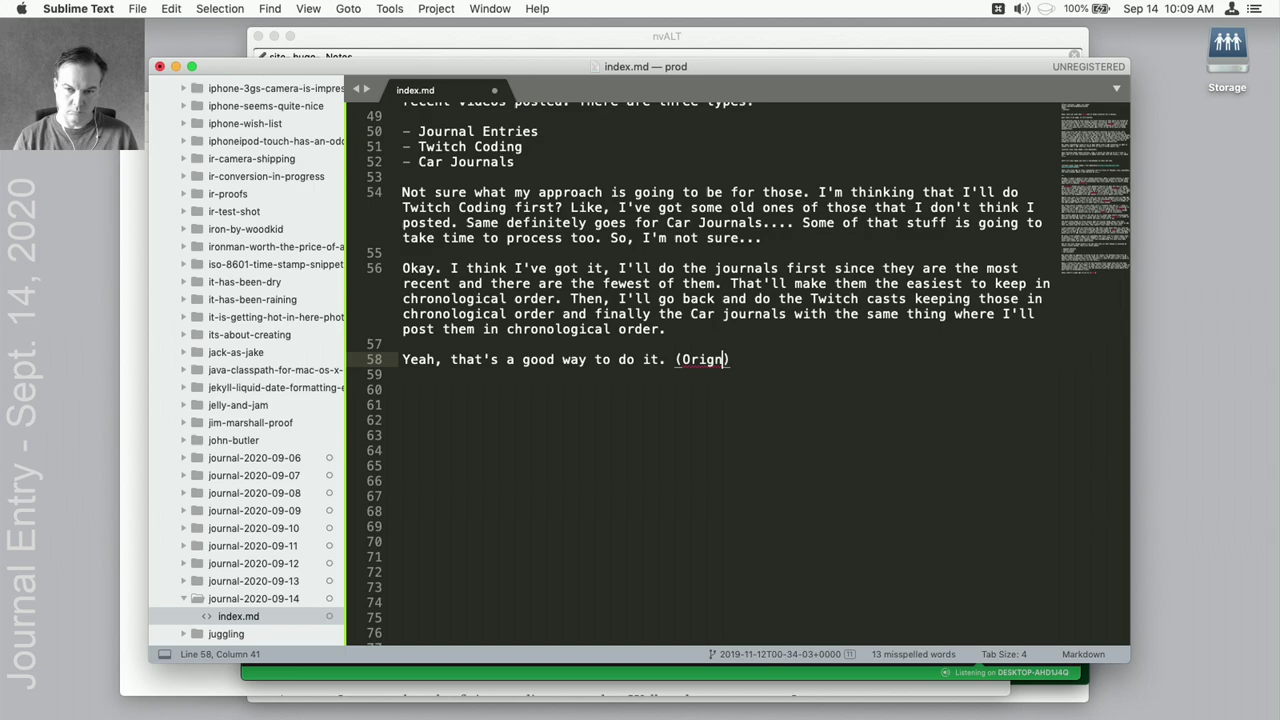 Sublime Text File Edit Selection Find View Goto Tools Project Window Help 100% Sep 14 10:09 AM
nvALT
index.md — prod UNREGISTERED
index.md
Storage
Journal Entry - Sept. 14, 2020
iphone-3gs-camera-is-impres
iphone-seems-quite-nice
iphone-wish-list
iphoneipod-touch-has-an-odd
ir-camera-shipping
ir-conversion-in-progress
ir-proofs
ir-test-shot
iron-by-woodkid
ironman-worth-the-price-of-a
iso-8601-time-stamp-snippet
it-has-been-dry
it-has-been-raining
it-is-getting-hot-in-here-phot
its-about-creating
jack-as-jake
java-classpath-for-mac-os-x-
jekyll-liquid-date-formatting-e
jelly-and-jam
jim-marshall-proof
john-butler
journal-2020-09-06
journal-2020-09-07
journal-2020-09-08
journal-2020-09-09
journal-2020-09-10
journal-2020-09-11
journal-2020-09-12
journal-2020-09-13
journal-2020-09-14
index.md
juggling
recent videos posted. There are three types:
49
50 - Journal Entries
51 - Twitch Coding
52 - Car Journals
53
54 Not sure what my approach is going to be for those. I'm thinking that I'll do
Twitch Coding first? Like, I've got some old ones of those that I don't think I
posted. Same definitely goes for Car Journals.... Some of that stuff is going to
take time to process too. So, I'm not sure...
55
56 Okay. I think I've got it, I'll do the journals first since they are the most
recent and there are the fewest of them. That'll make them the easiest to keep in
chronological order. Then, I'll go back and do the Twitch casts keeping those in
chronological order and finally the Car journals with the same thing where I'll
post them in chronological order.
57
58 Yeah, that's a good way to do it. (Orign)
59
60
61
62
63
64
65
66
67
68
69
70
71
72
73
74
75
76
Line 58, Column 41 2019-11-12T00-34-03+0000 11 13 misspelled words Tab Size: 4 Markdown
Listening on DESKTOP-AHD1J4Q